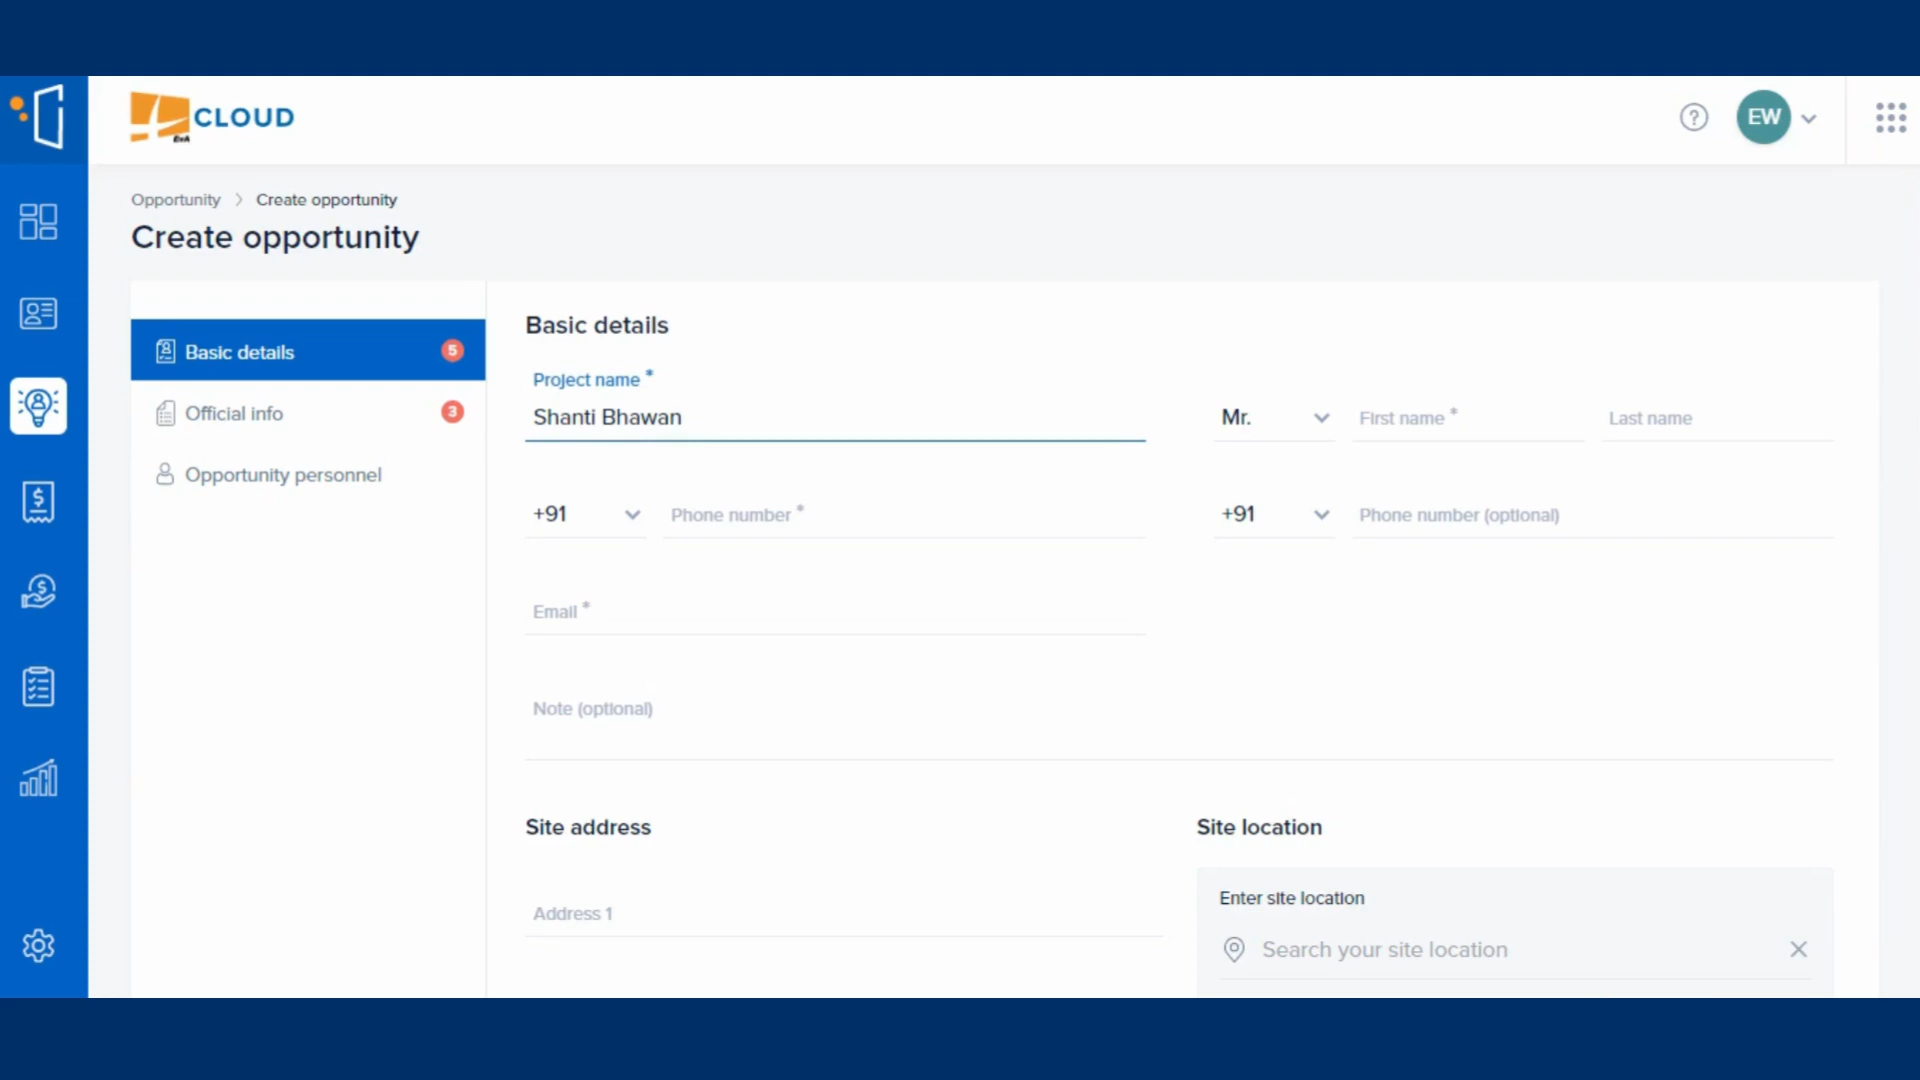 CLOUD
EvA
?
EW
Opportunity > Create opportunity
Create opportunity
Basic details 5
Official info 3
Opportunity personnel
Basic details
Project name *
Shanti Bhawan
Mr. First name * Last name
+91 Phone number *
+91 Phone number (optional)
Email *
Note (optional)
Site address
Address 1
Site location
Enter site location
Search your site location